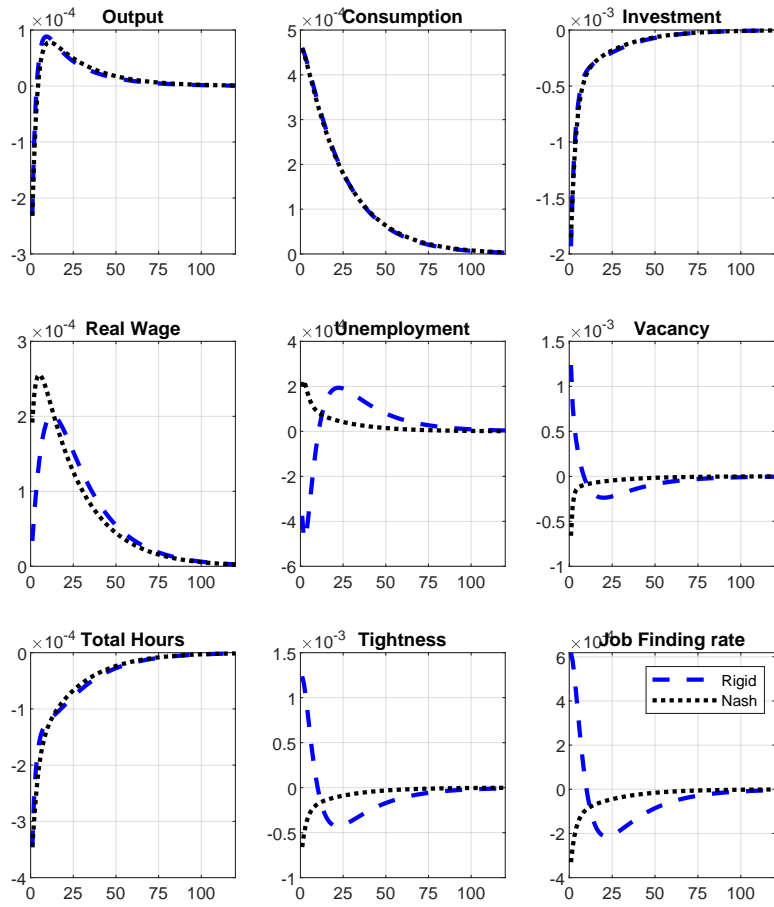 ×10⁻⁴ Output
1
0
-1
-2
-3
0 25 50 75 100
×10⁻⁴ Consumption
5
4
3
2
1
0
0 25 50 75 100
×10⁻³ Investment
0
-0.5
-1
-1.5
-2
0 25 50 75 100
×10⁻⁴ Real Wage
3
2
1
0
0 25 50 75 100
×10⁻⁴ Unemployment
4
2
0
-2
-4
-6
0 25 50 75 100
×10⁻³ Vacancy
1.5
1
0.5
0
-0.5
-1
0 25 50 75 100
×10⁻⁴ Total Hours
0
-1
-2
-3
-4
0 25 50 75 100
×10⁻³ Tightness
1.5
1
0.5
0
-0.5
-1
0 25 50 75 100
×10⁻⁴ Job Finding rate
6
4
2
0
-2
-4
0 25 50 75 100
Rigid
Nash